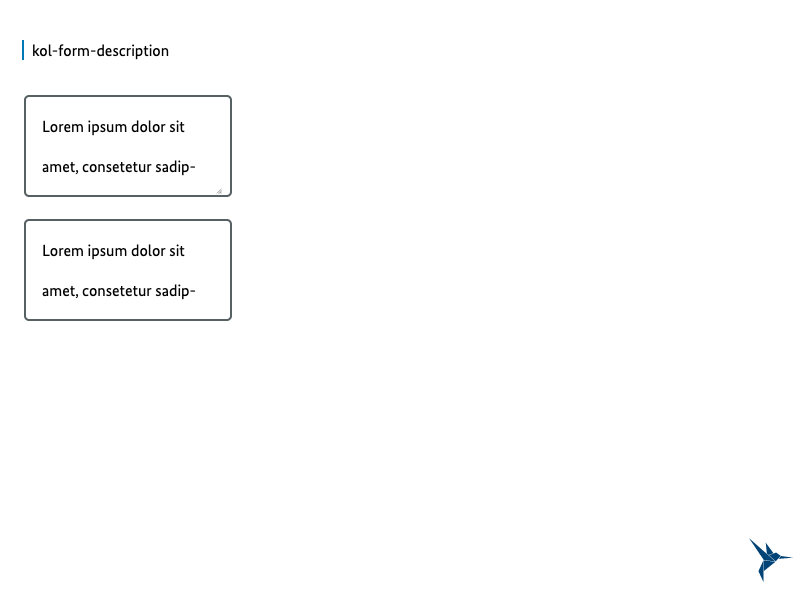 kol-form-description
Lorem ipsum dolor sit
amet, consetetur sadip-
Lorem ipsum dolor sit
amet, consetetur sadip-